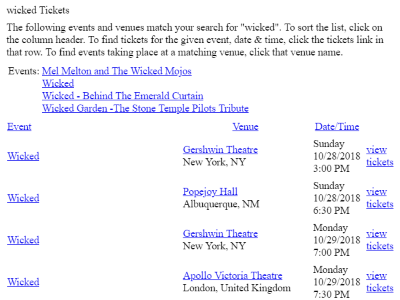 wicked Tickets
The following events and venues match your search for "wicked". To sort the list, click on
the column header. To find tickets for the given event, date & time, click the tickets link in
that row. To find events taking place at a matching venue, click that venue name.
Events: Mel Melton and The Wicked Mojos
Wicked
Wicked - Behind The Emerald Curtain
Wicked Garden -The Stone Temple Pilots Tribute
Event Venue Date/Time
Wicked
Gershwin Theatre
New York, NY
Sunday
10/28/2018
3:00 PM
view
tickets
Wicked
Popejoy Hall
Albuquerque, NM
Sunday
10/28/2018
6:30 PM
view
tickets
Wicked
Gershwin Theatre
New York, NY
Monday
10/29/2018
7:00 PM
view
tickets
Wicked
Apollo Victoria Theatre
London, United Kingdom
Monday
10/29/2018
7:30 PM
view
tickets